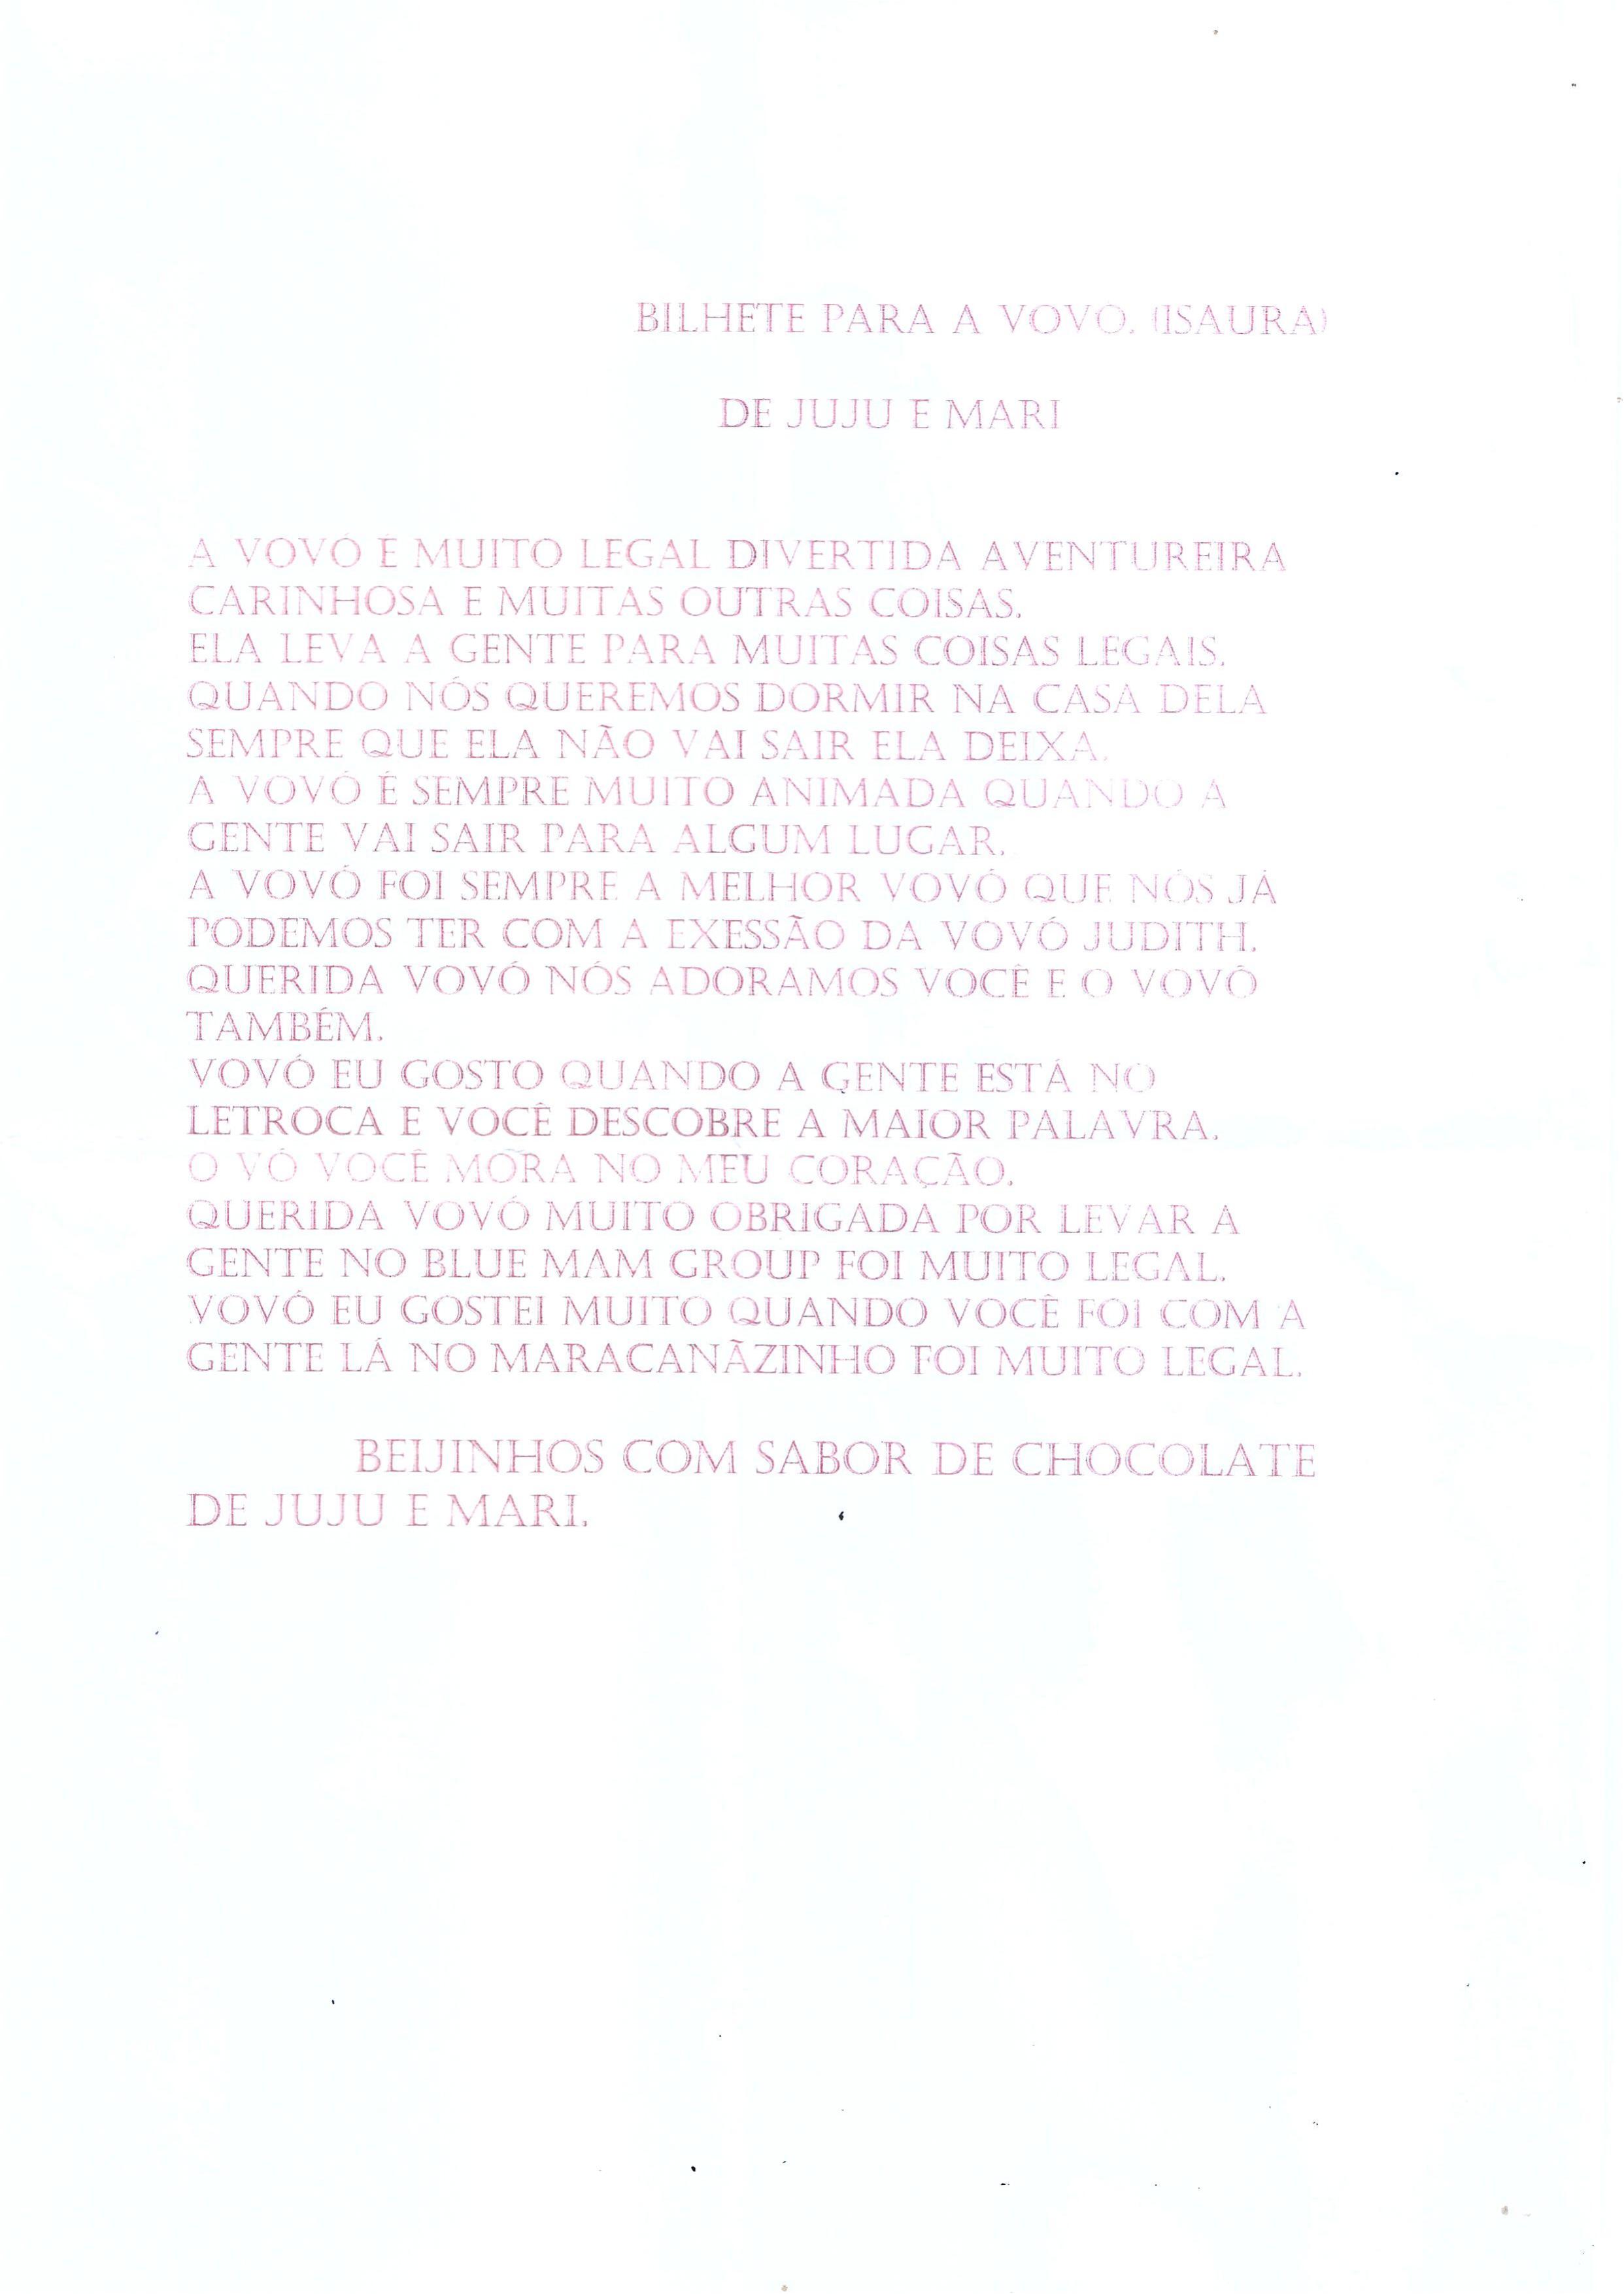 BILHETE PARA A VOVO. (ISAURA)
DE JUJU E MARI
A VOVÓ É MUITO LEGAL DIVERTIDA AVENTUREIRA
CARINHOSA E MUITAS OUTRAS COISAS.
ELA LEVA A GENTE PARA MUITAS COISAS LEGAIS.
QUANDO NÓS QUEREMOS DORMIR NA CASA DELA
SEMPRE QUE ELA NÃO VAI SAIR ELA DEIXA.
A VOVÓ É SEMPRE MUITO ANIMADA QUANDO A
GENTE VAI SAIR PARA ALGUM LUGAR.
A VOVÓ FOI SEMPRE A MELHOR VOVÓ QUE NÓS JÁ
PODEMOS TER COM A EXESSÃO DA VOVÓ JUDITH.
QUERIDA VOVÓ NÓS ADORAMOS VOCÊ E O VOVÔ
TAMBÉM.
VOVÓ EU GOSTO QUANDO A GENTE ESTÁ NO
LETROCA E VOCÊ DESCOBRE A MAIOR PALAVRA.
O VÓ VOCÊ MORA NO MEU CORAÇÃO.
QUERIDA VOVÓ MUITO OBRIGADA POR LEVAR A
GENTE NO BLUE MAM GROUP FOI MUITO LEGAL.
VOVÓ EU GOSTEI MUITO QUANDO VOCÊ FOI COM A
GENTE LÁ NO MARACANÃZINHO FOI MUITO LEGAL.
BEIJINHOS COM SABOR DE CHOCOLATE
DE JUJU E MARI.